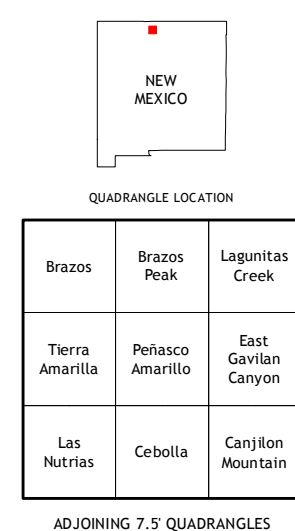 NEW
MEXICO
QUADRANGLE LOCATION
Brazos
Brazos
Peak
Lagunitas
Creek
Tierra
Amarilla
Peñasco
Amarillo
East
Gavilan
Canyon
Las
Nutrias
Cebolla
Canjilon
Mountain
ADJOINING 7.5' QUADRANGLES